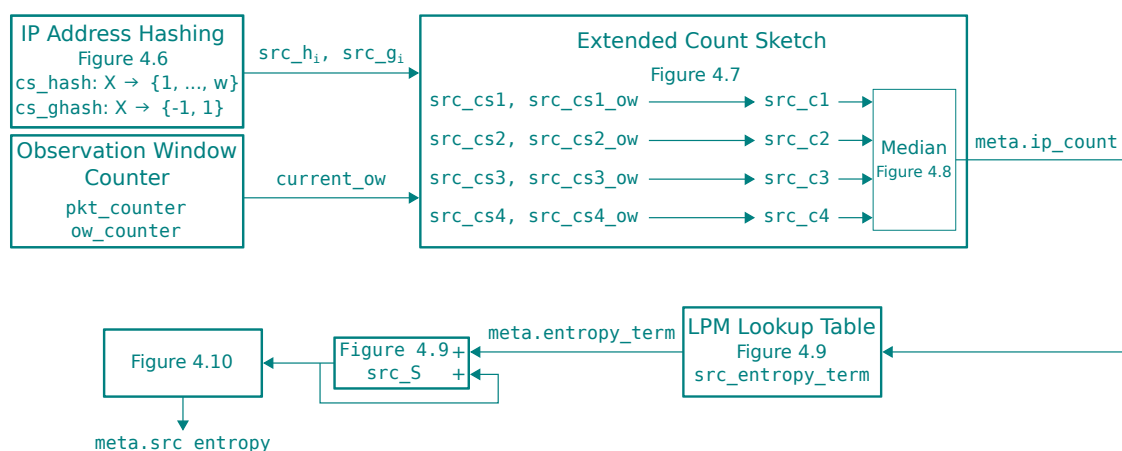 IP Address Hashing
Figure 4.6
cs_hash: X → {1, ..., w}
cs_ghash: X → {-1, 1}
src_hᵢ, src_gᵢ
Observation Window
Counter
pkt_counter
ow_counter
current_ow
Extended Count Sketch
Figure 4.7
src_cs1, src_cs1_ow src_c1
src_cs2, src_cs2_ow src_c2
src_cs3, src_cs3_ow src_c3
src_cs4, src_cs4_ow src_c4
Median
Figure 4.8
meta.ip_count
LPM Lookup Table
Figure 4.9
src_entropy_term
meta.entropy_term
Figure 4.9 +
src_S +
Figure 4.10
meta.src_entropy